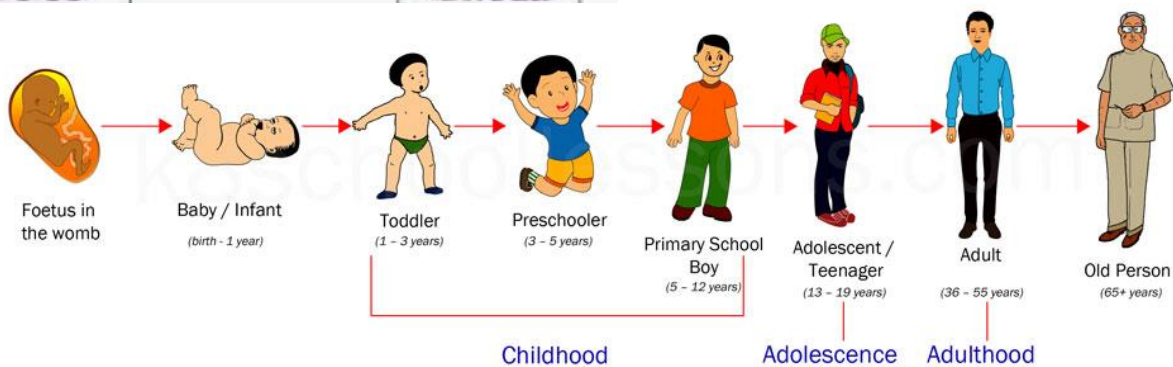 Foetus in
the womb
Baby / Infant
(birth - 1 year)
Toddler
(1 – 3 years)
Preschooler
(3 – 5 years)
Primary School
Boy
(5 – 12 years)
Adolescent /
Teenager
(13 – 19 years)
Adult
(36 – 55 years)
Old Person
(65+ years)
Childhood
Adolescence
Adulthood